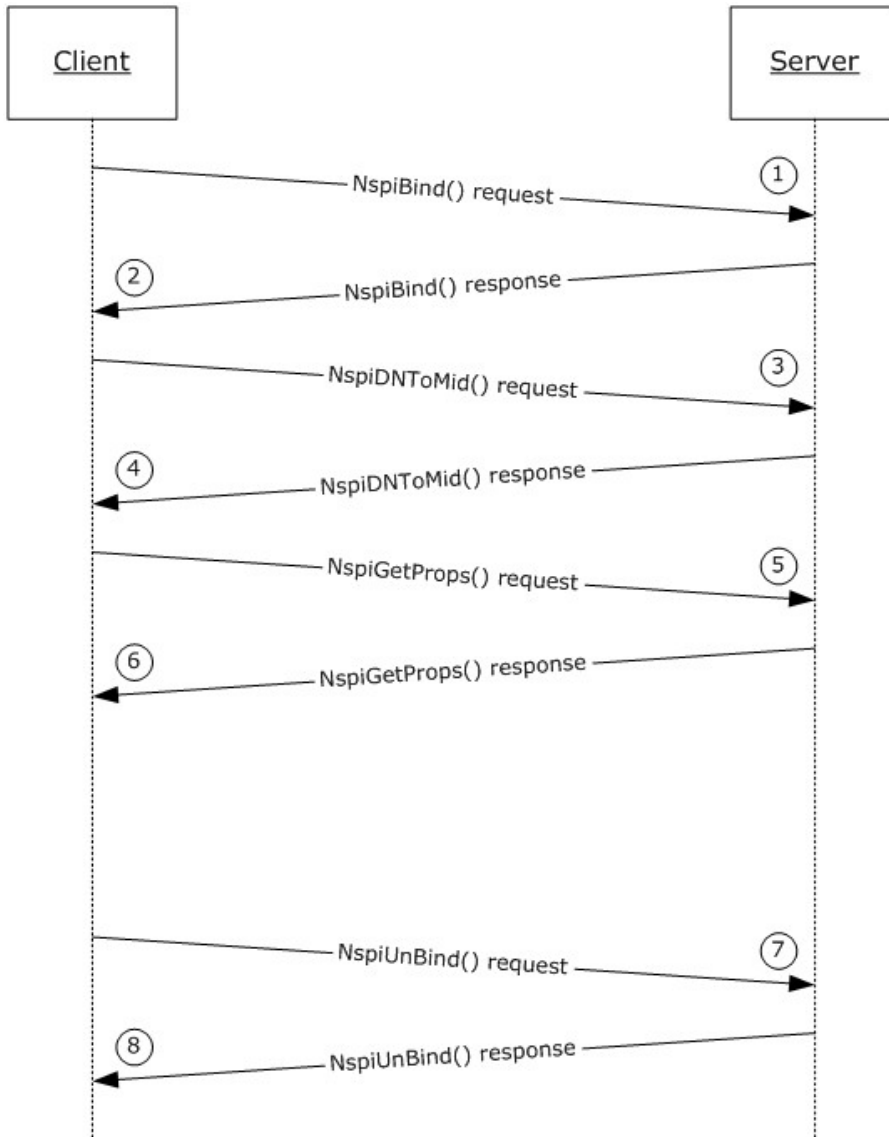 Client
Server
NspiBind() request
1
2
NspiBind() response
NspiDNToMid() request
3
4
NspiDNToMid() response
NspiGetProps() request
5
6
NspiGetProps() response
NspiUnBind() request
7
8
NspiUnBind() response